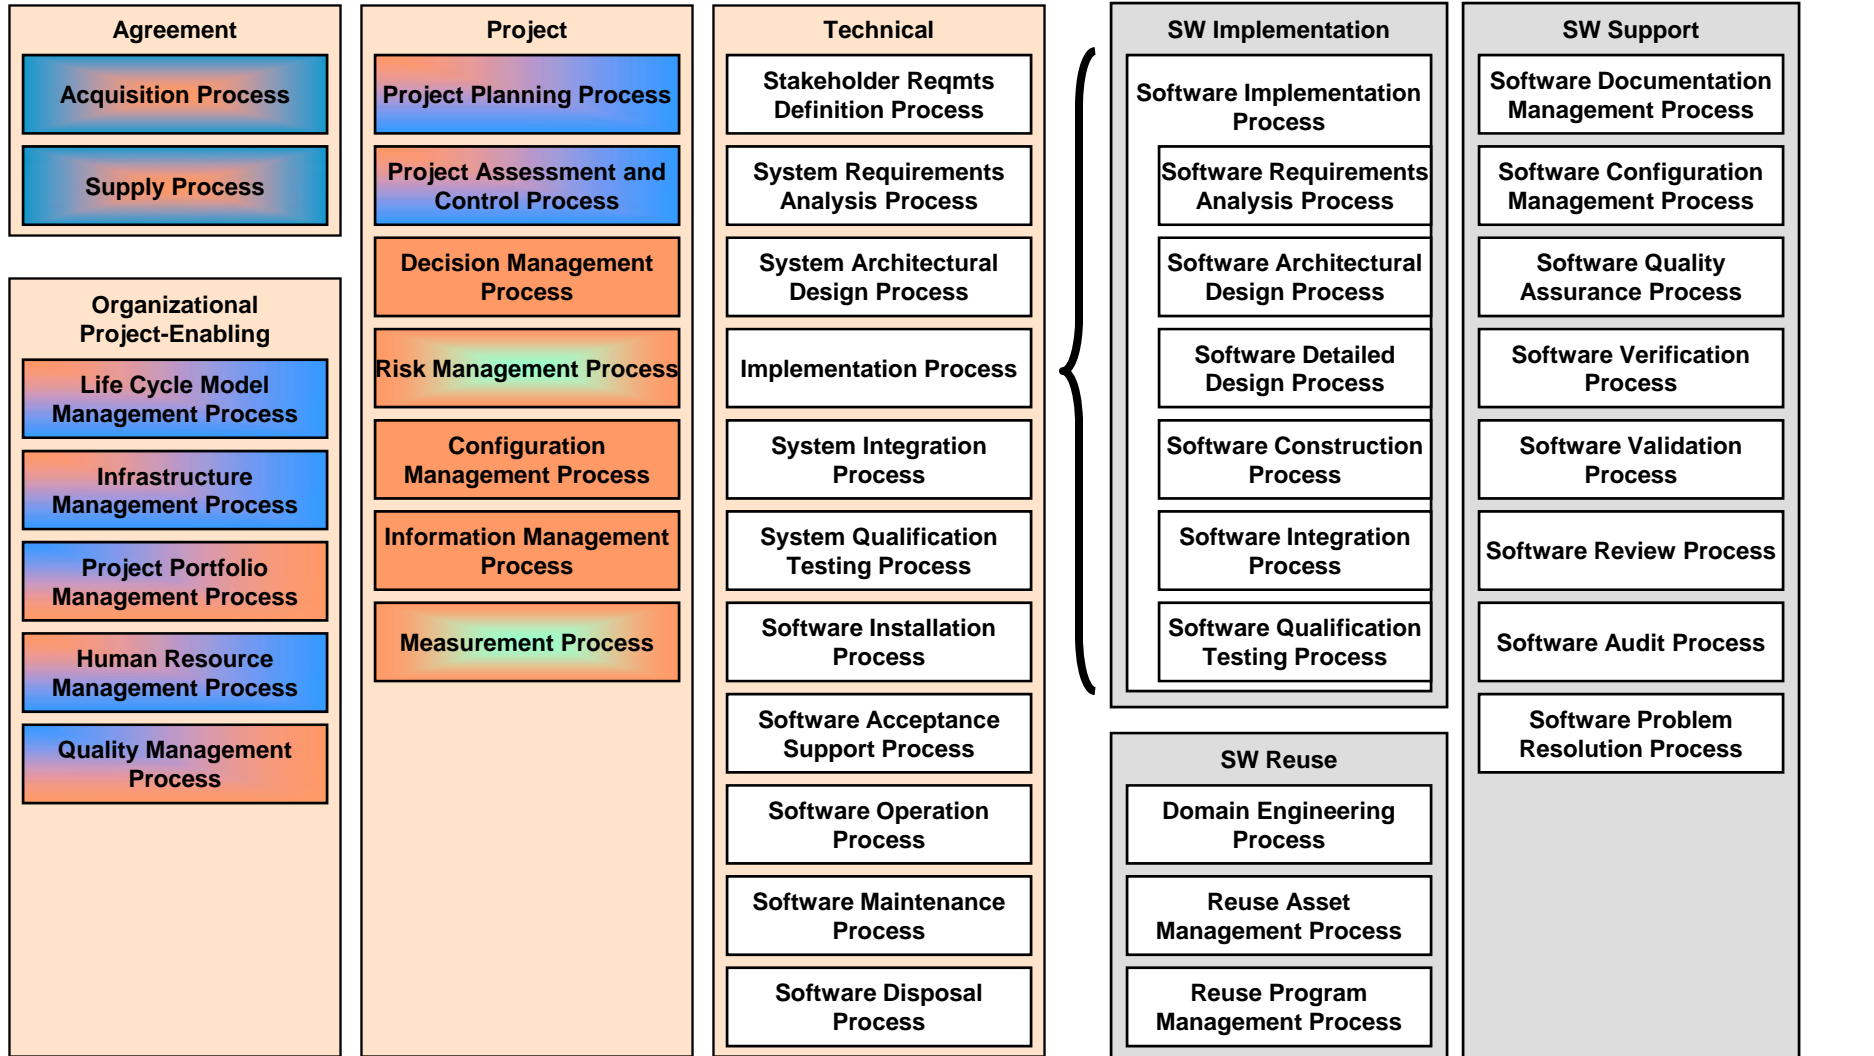 Agreement
Acquisition Process
Supply Process
Organizational
Project-Enabling
Life Cycle Model
Management Process
Infrastructure
Management Process
Project Portfolio
Management Process
Human Resource
Management Process
Quality Management
Process
Project
Project Planning Process
Project Assessment and
Control Process
Decision Management
Process
Risk Management Process
Configuration
Management Process
Information Management
Process
Measurement Process
Technical
Stakeholder Reqmts
Definition Process
System Requirements
Analysis Process
System Architectural
Design Process
Implementation Process
System Integration
Process
System Qualification
Testing Process
Software Installation
Process
Software Acceptance
Support Process
Software Operation
Process
Software Maintenance
Process
Software Disposal
Process
SW Implementation
Software Implementation
Process
Software Requirements
Analysis Process
Software Architectural
Design Process
Software Detailed
Design Process
Software Construction
Process
Software Integration
Process
Software Qualification
Testing Process
SW Reuse
Domain Engineering
Process
Reuse Asset
Management Process
Reuse Program
Management Process
SW Support
Software Documentation
Management Process
Software Configuration
Management Process
Software Quality
Assurance Process
Software Verification
Process
Software Validation
Process
Software Review Process
Software Audit Process
Software Problem
Resolution Process